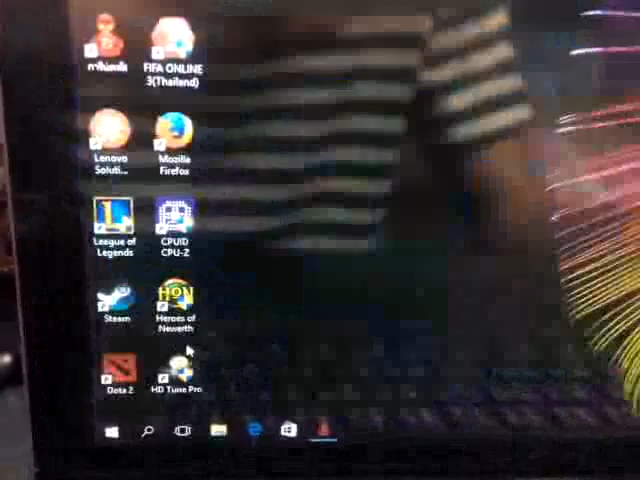 FIFA ONLINE
3(Thailand)
Lenovo
Soluti...
Mozilla
Firefox
League of
Legends
CPUID
CPU-Z
Steam
HON
Heroes of
Newerth
Dota 2
HD Tune Pro